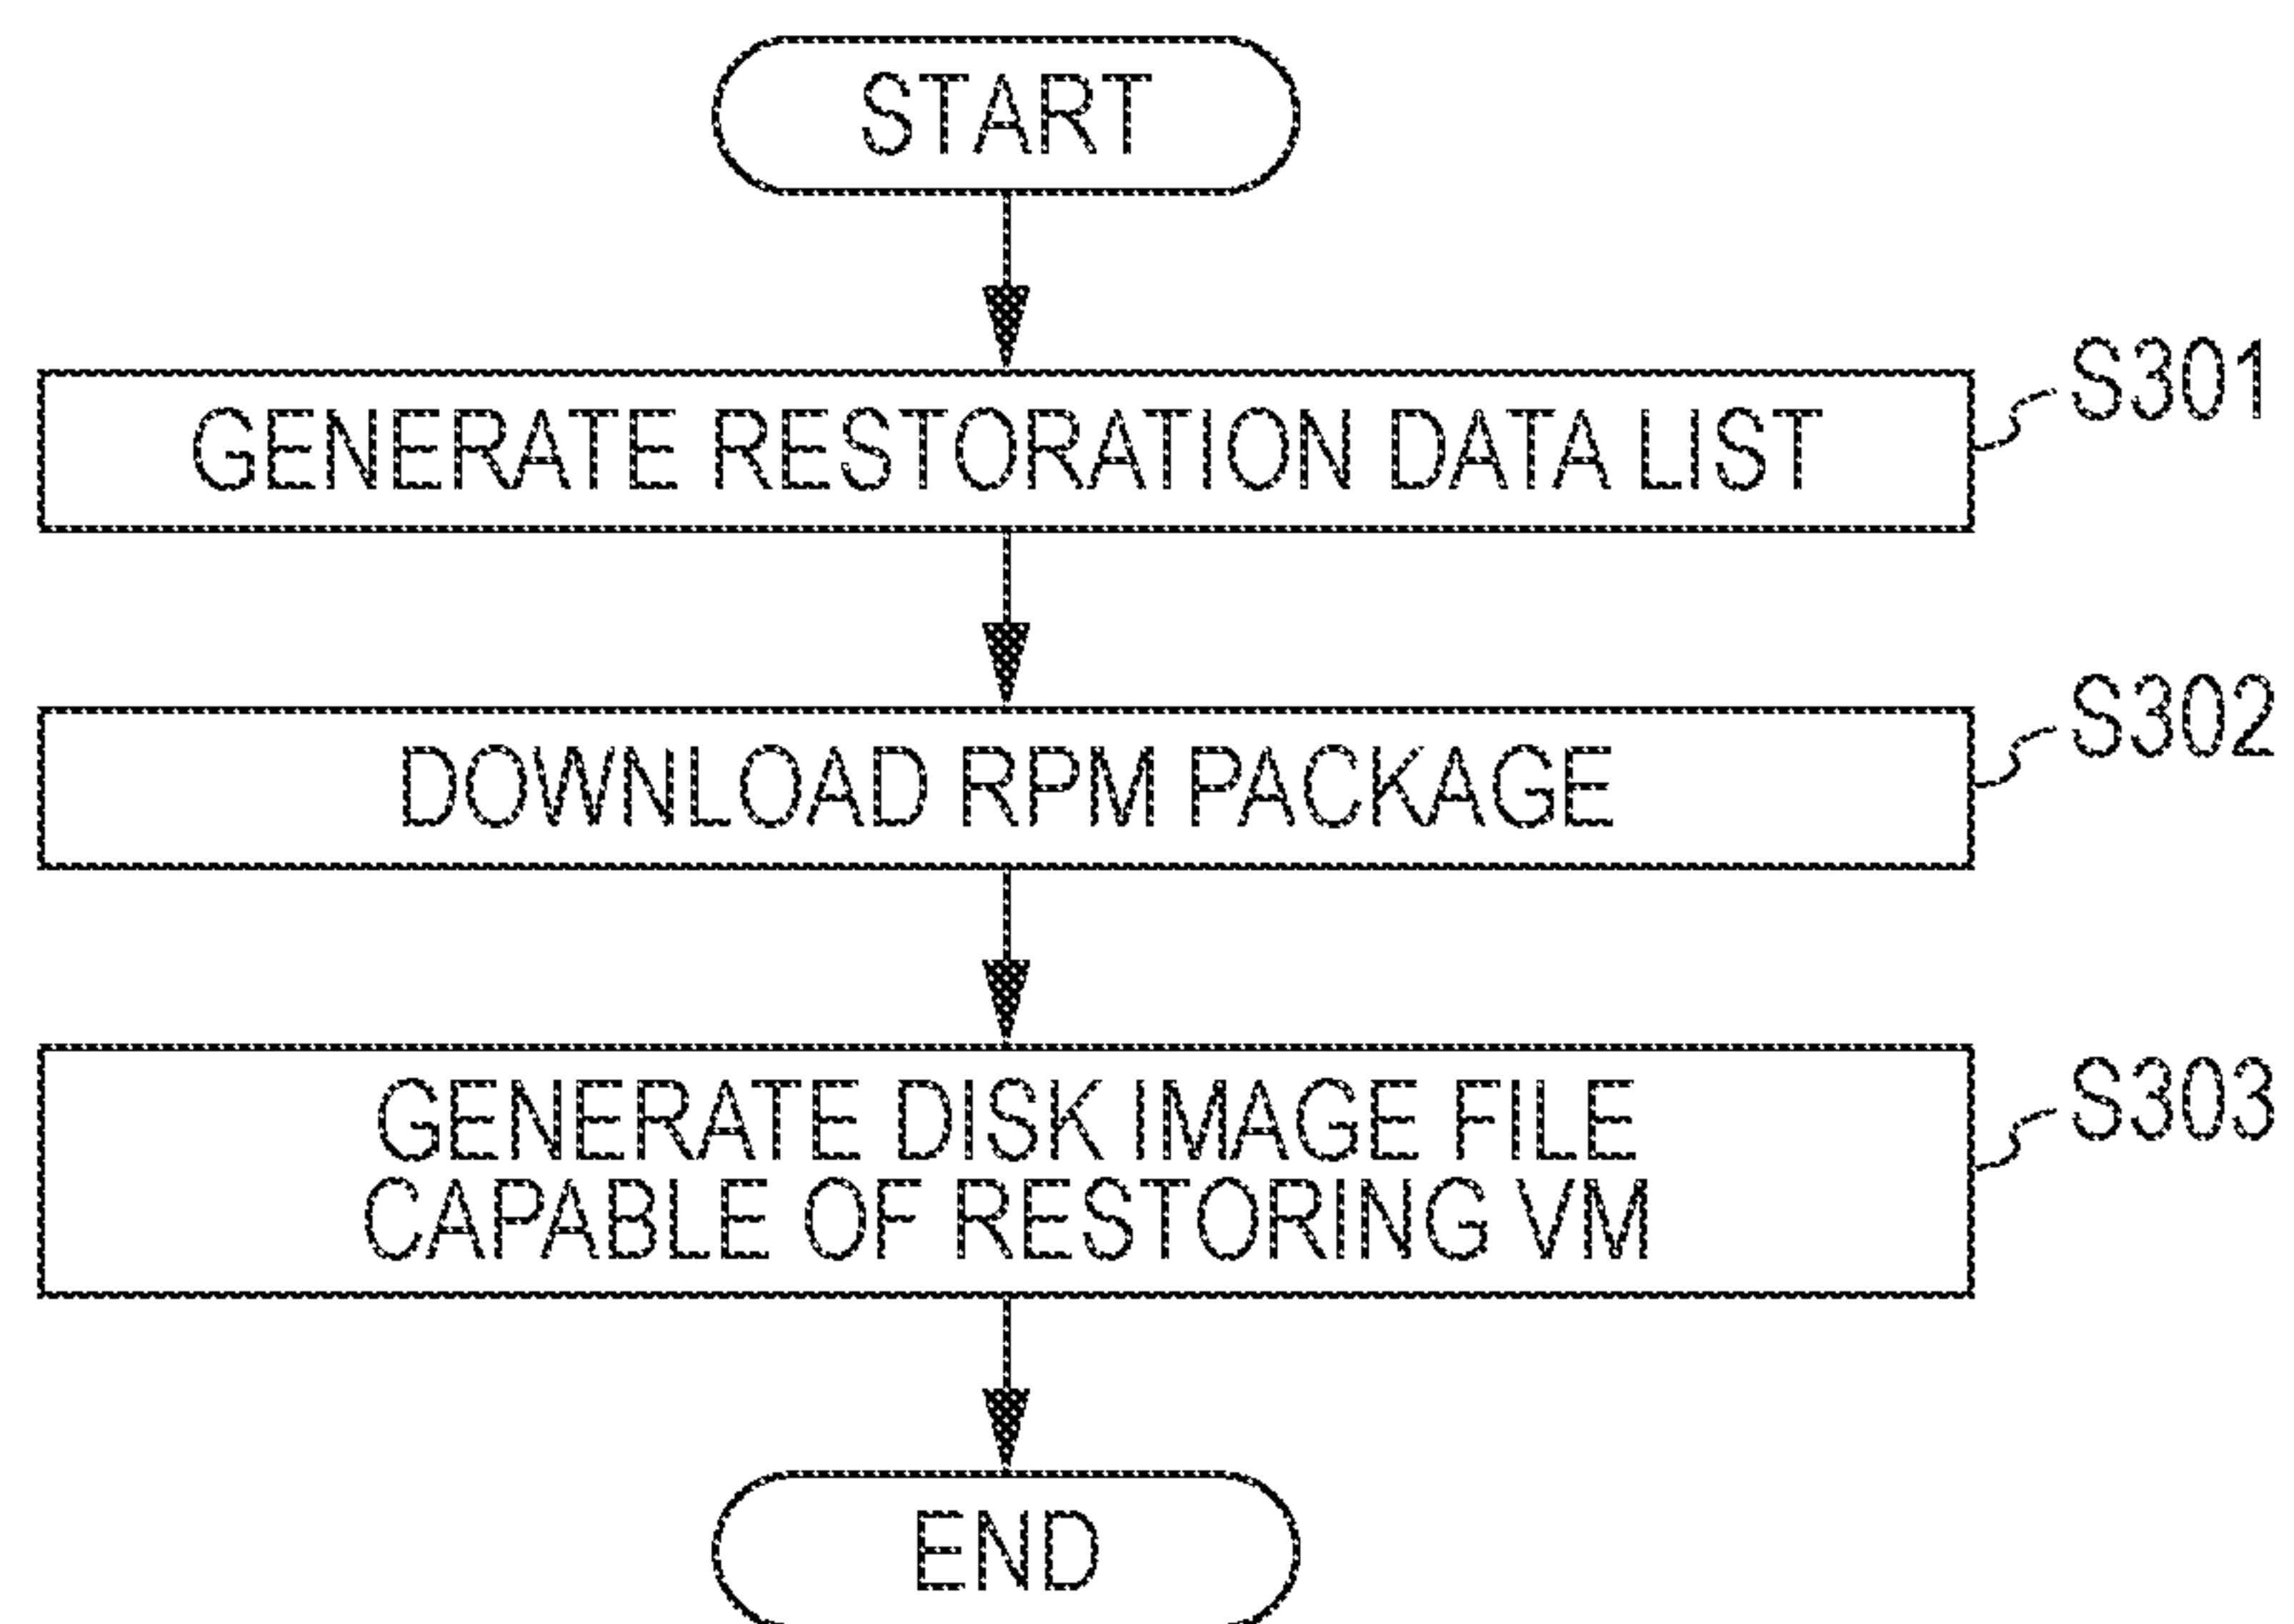 START
GENERATE RESTORATION DATA LIST
S301
DOWNLOAD RPM PACKAGE
S302
GENERATE DISK IMAGE FILE
CAPABLE OF RESTORING VM
S303
END